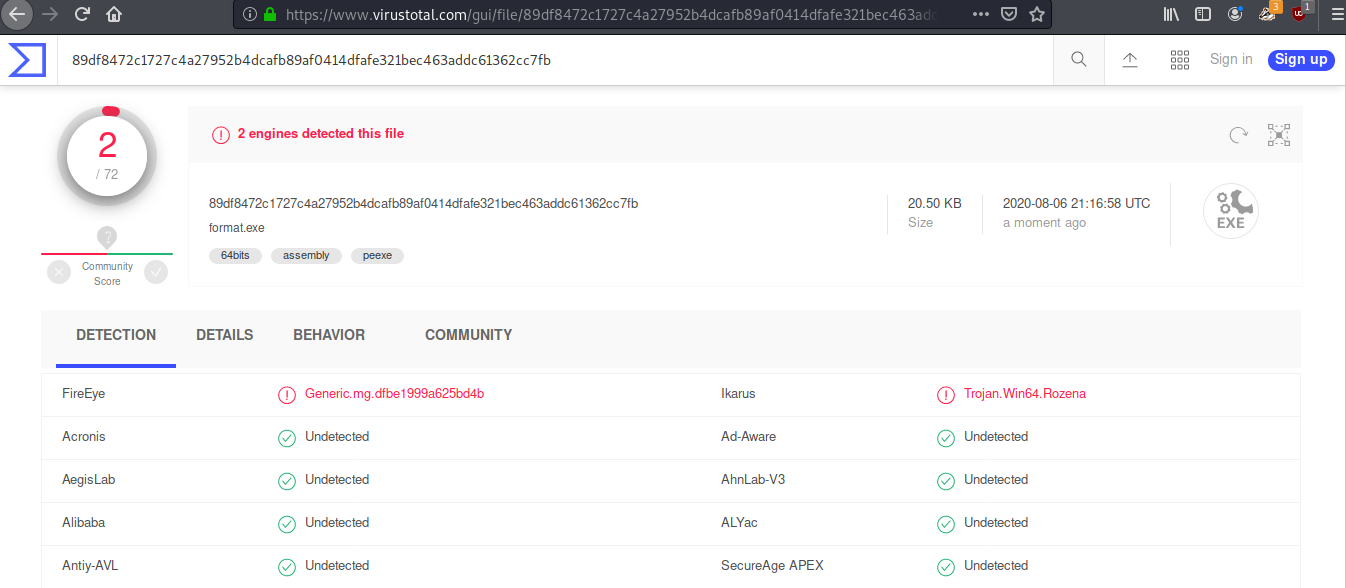 https://www.virustotal.com/gui/file/89df8472c1727c4a27952b4dcafb89af0414dfafe321bec463addc
3
1
89df8472c1727c4a27952b4dcafb89af0414dfafe321bec463addc61362cc7fb
Sign in
Sign up
2
/ 72
?
Community
Score
2 engines detected this file
89df8472c1727c4a27952b4dcafb89af0414dfafe321bec463addc61362cc7fb
format.exe
64bits assembly peexe
20.50 KB
Size
2020-08-06 21:16:58 UTC
a moment ago
EXE
DETECTION DETAILS BEHAVIOR COMMUNITY
FireEye Generic.mg.dfbe1999a625bd4b Ikarus Trojan.Win64.Rozena
Acronis Undetected Ad-Aware Undetected
AegisLab Undetected AhnLab-V3 Undetected
Alibaba Undetected ALYac Undetected
Antiy-AVL Undetected SecureAge APEX Undetected